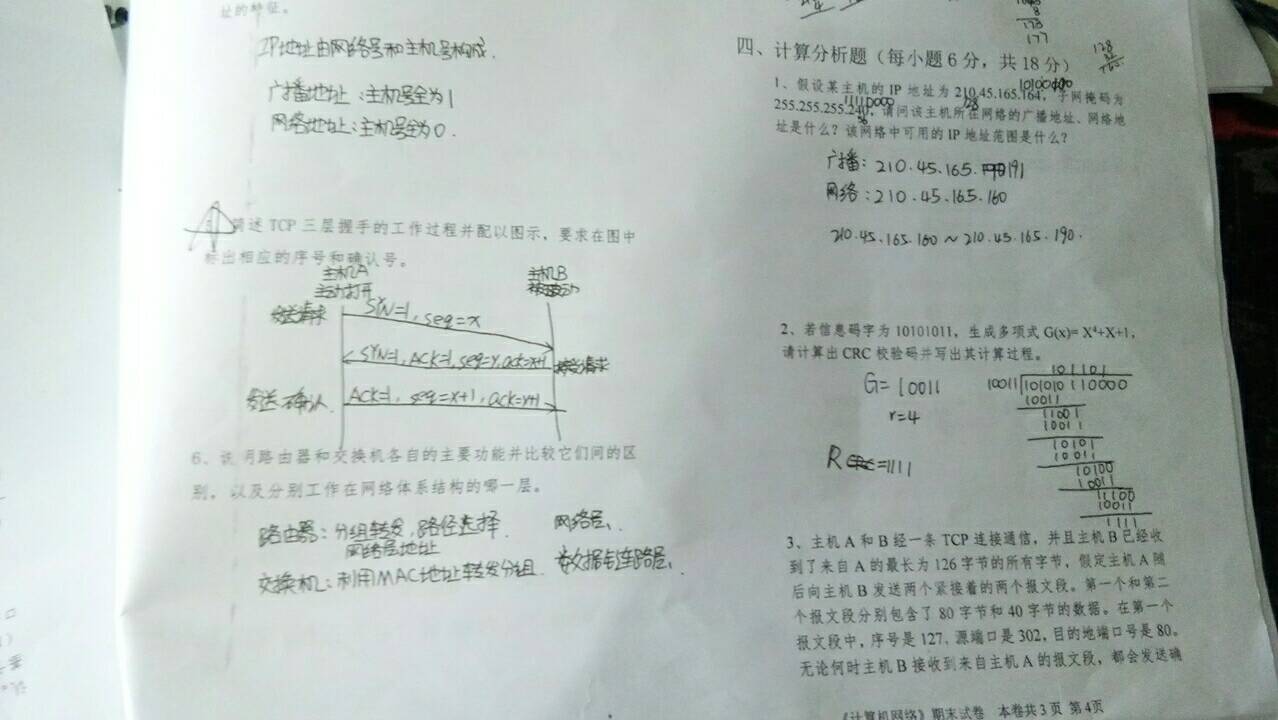 址的特征。
IP地址由网络号和主机号构成.
广播地址:主机号全为1
网络地址:主机号全为0.
简述 TCP 三层握手的工作过程并配以图示,要求在图中
标出相应的序号和确认号。
主机A
主动打开
主机B
发送请求
SYN=1, seq=x
SYN=1, ACK=1, seq=y, ack=x+1
接受请求
发送确认
ACK=1, seq=x+1, ack=y+1
6、说明路由器和交换机各自的主要功能并比较它们间的区
别,以及分别工作在网络体系结构的哪一层。
路由器:分组转发,路径选择. 网络层.
网络层地址
交换机:利用MAC地址转发分组. 数据链路层.
8
173
177
四、计算分析题(每小题6分,共18分)
128
1、假设某主机的 IP 地址为 210.45.165.164,子网掩码为
11110000
255.255.255.240,请问该主机所在网络的广播地址、网络地
址是什么?该网络中可用的 IP 地址范围是什么?
广播:210.45.165.191
网络:210.45.165.160
210.45.165.160~210.45.165.190.
2、若信息码字为 10101011,生成多项式 G(x)= X⁴+X+1,
请计算出 CRC 校验码并写出其计算过程。
G=10011
r=4
R=1111
101101
10011 101010110000
10011
11001
10011
10101
10011
10100
10011
11100
10011
1111
3、主机 A 和 B 经一条 TCP 连接通信,并且主机 B 已经收
到了来自 A 的最长为 126 字节的所有字节,假定主机 A 随
后向主机 B 发送两个紧接着的两个报文段。第一个和第二
个报文段分别包含了 80 字节和 40 字节的数据。在第一个
报文段中,序号是 127,源端口是 302,目的地端口号是 80。
无论何时主机 B 接收到来自主机 A 的报文段,都会发送确
《计算机网络》期末试卷 本卷共3页 第4页